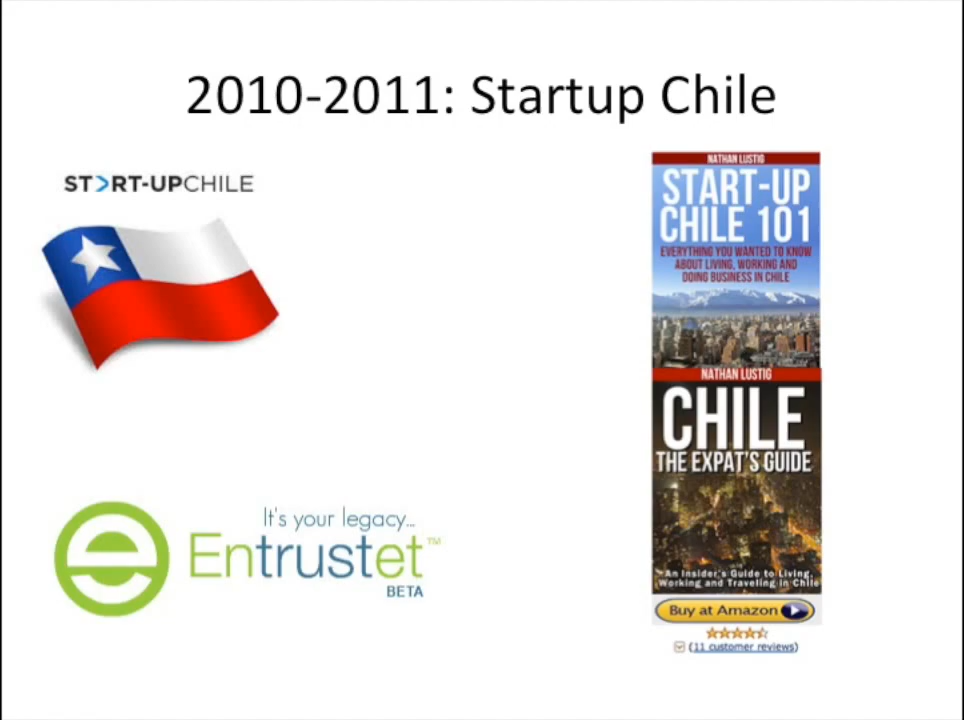 2010-2011: Startup Chile
ST>RT-UPCHILE
NATHAN LUSTIG
START-UP
CHILE 101
EVERYTHING YOU WANTED TO KNOW
ABOUT LIVING, WORKING AND
DOING BUSINESS IN CHILE
NATHAN LUSTIG
CHILE
THE EXPAT'S GUIDE
An Insider's Guide to Living,
Working and Traveling in Chile
Buy at Amazon
(11 customer reviews)
It's your legacy...
Entrustet™
BETA